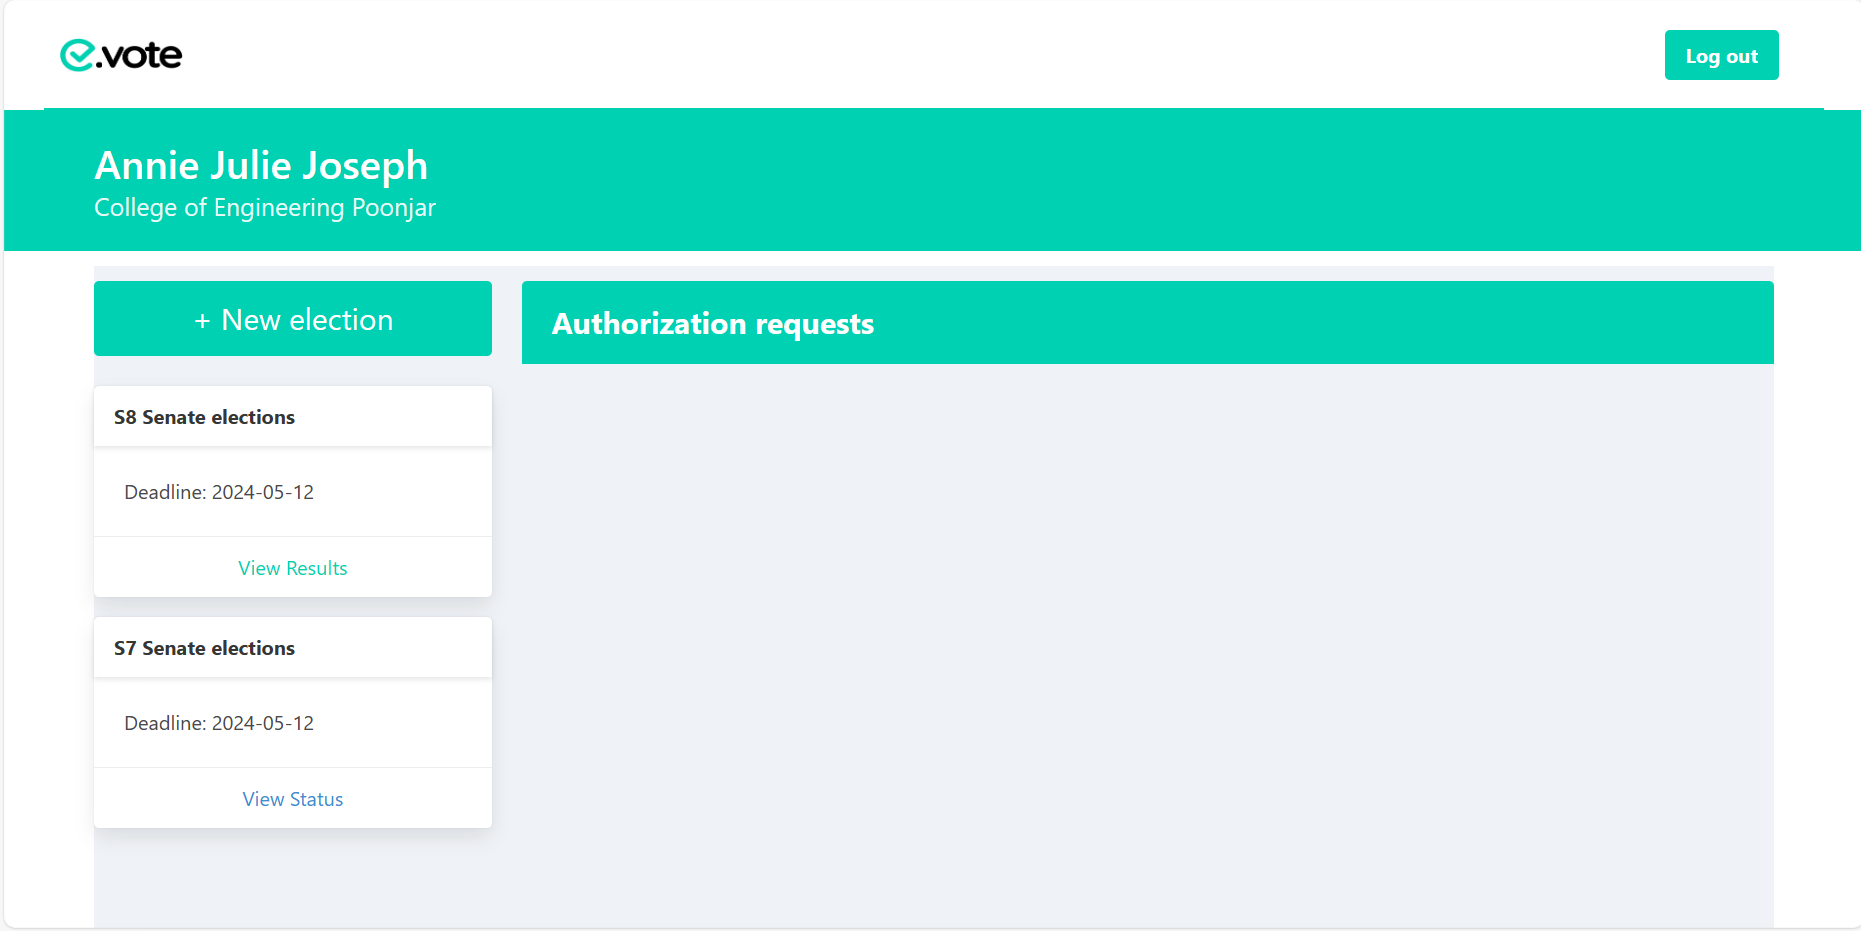 e.vote
Log out
Annie Julie Joseph
College of Engineering Poonjar
+ New election
Authorization requests
S8 Senate elections
Deadline: 2024-05-12
View Results
S7 Senate elections
Deadline: 2024-05-12
View Status